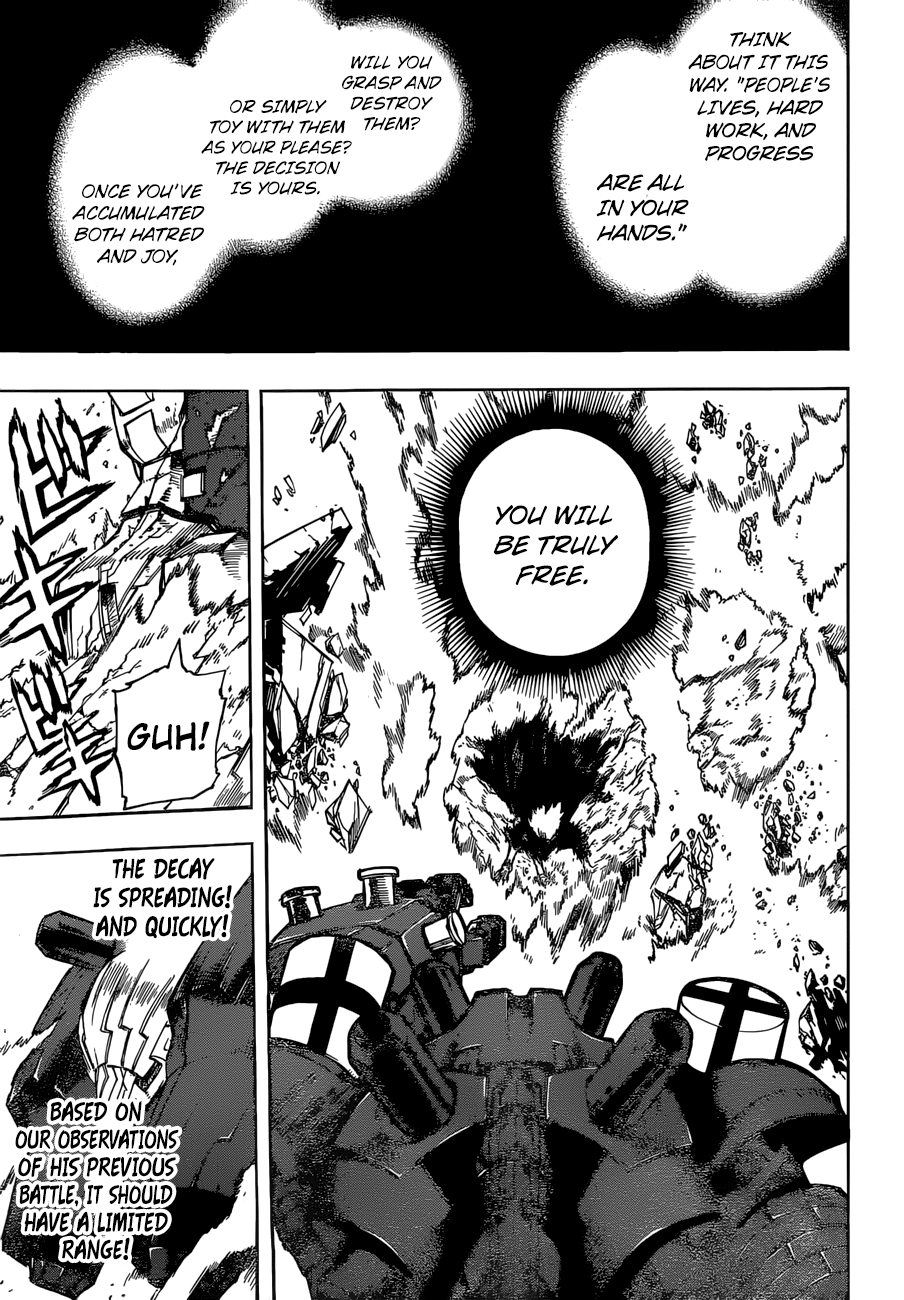 THINK
ABOUT IT THIS
WAY. "PEOPLE'S
LIVES, HARD
WORK, AND
PROGRESS
ARE ALL
IN YOUR
HANDS."
WILL YOU
GRASP AND
DESTROY
THEM?
OR SIMPLY
TOY WITH THEM
AS YOUR PLEASE?
THE DECISION
IS YOURS.
ONCE YOU'VE
ACCUMULATED
BOTH HATRED
AND JOY,
YOU WILL
BE TRULY
FREE.
GUH!
THE DECAY
IS SPREADING!
AND QUICKLY!
BASED ON
OUR OBSERVATIONS
OF HIS PREVIOUS
BATTLE, IT SHOULD
HAVE A LIMITED
RANGE!